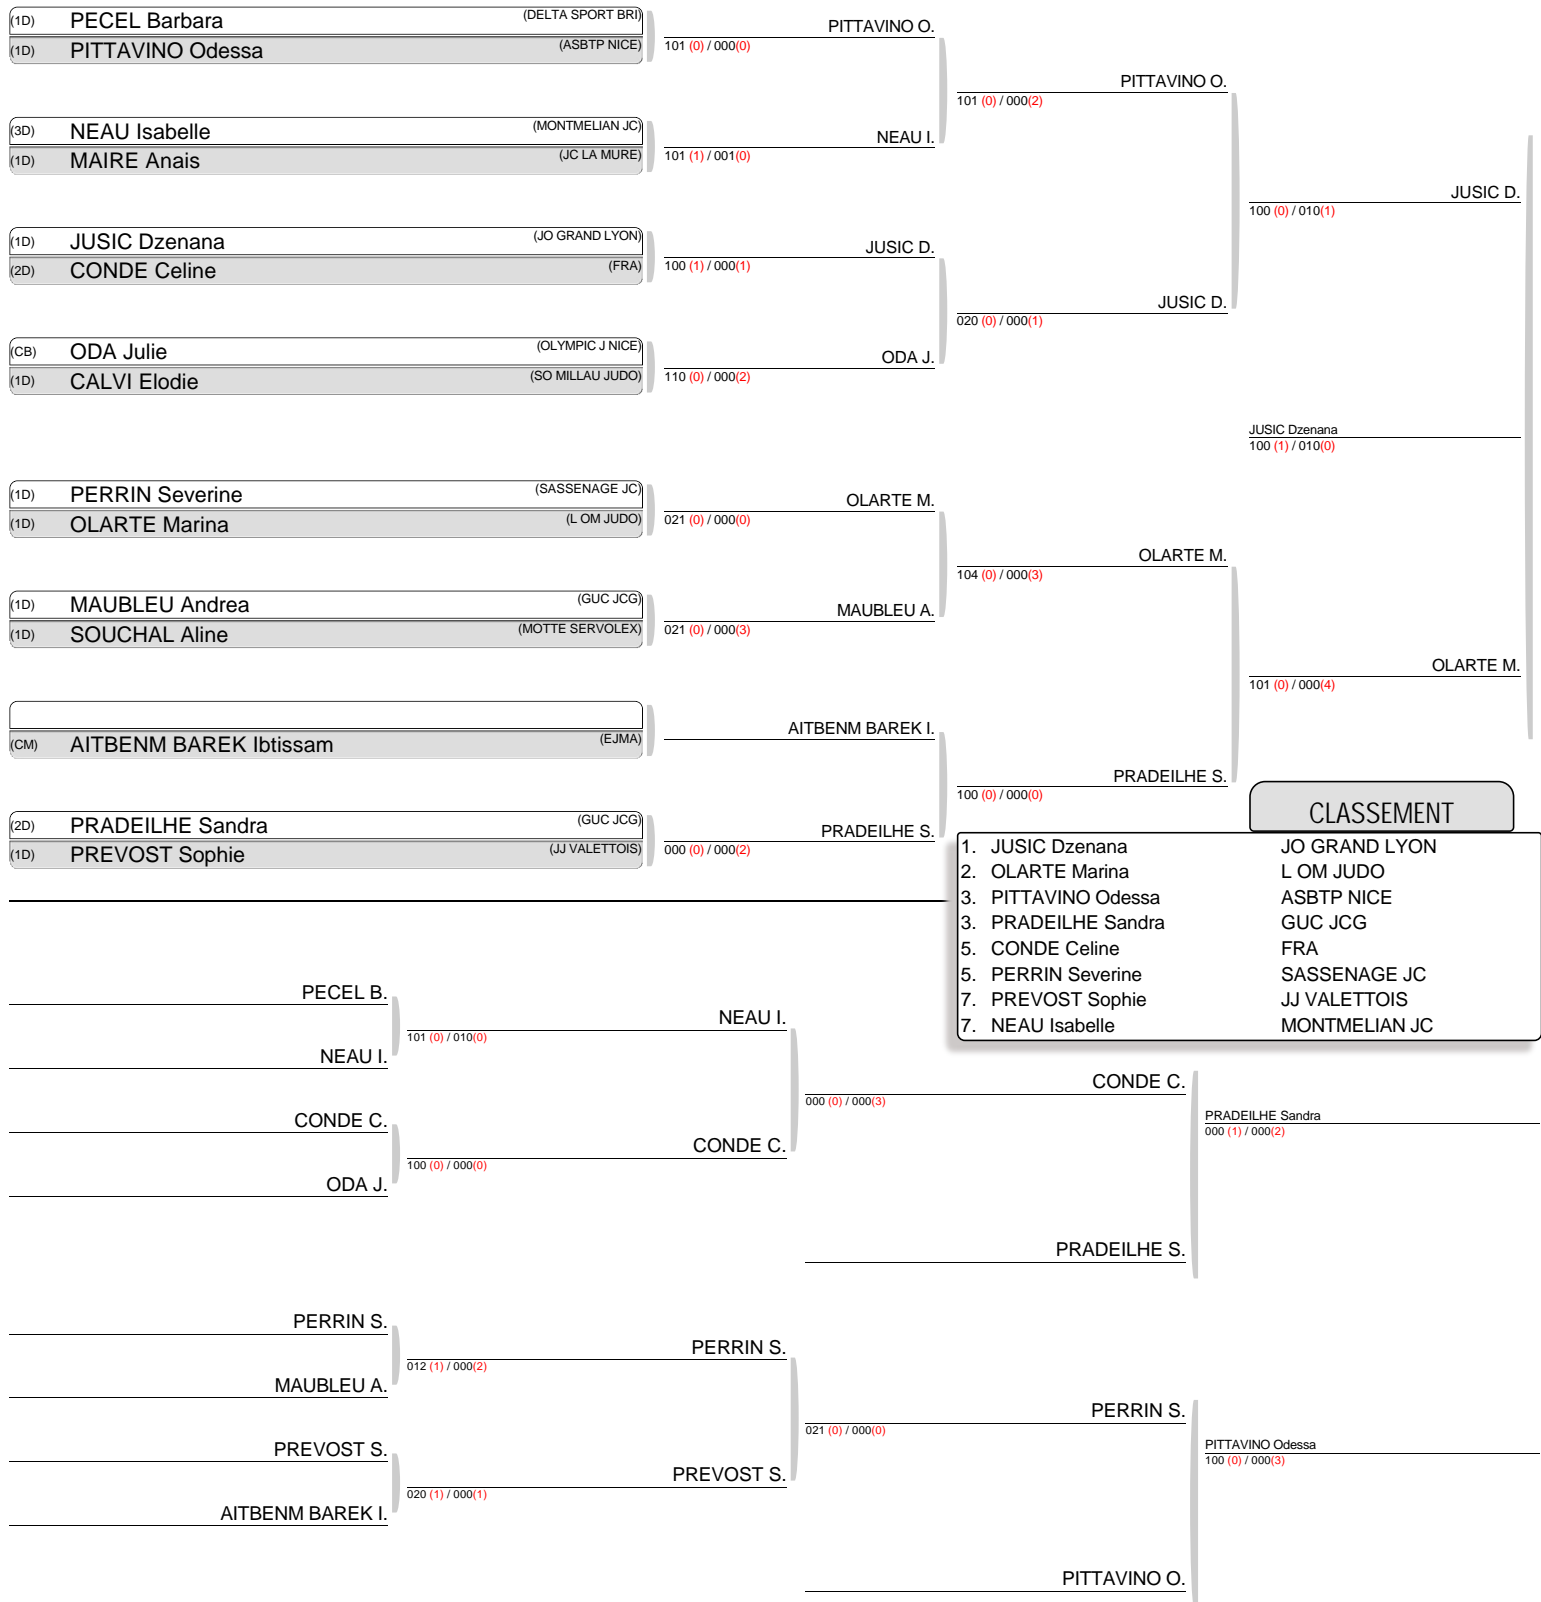 (1D) PECEL Barbara (DELTA SPORT BRI)
(1D) PITTAVINO Odessa (ASBTP NICE)
(3D) NEAU Isabelle (MONTMELIAN JC)
(1D) MAIRE Anais (JC LA MURE)
(1D) JUSIC Dzenana (JO GRAND LYON)
(2D) CONDE Celine (FRA)
(CB) ODA Julie (OLYMPIC J NICE)
(1D) CALVI Elodie (SO MILLAU JUDO)
(1D) PERRIN Severine (SASSENAGE JC)
(1D) OLARTE Marina (L OM JUDO)
(1D) MAUBLEU Andrea (GUC JCG)
(1D) SOUCHAL Aline (MOTTE SERVOLEX)
(CM) AITBENM BAREK Ibtissam (EJMA)
(2D) PRADEILHE Sandra (GUC JCG)
(1D) PREVOST Sophie (JJ VALETTOIS)
PITTAVINO O.
101 (0) / 000(0)
NEAU I.
101 (1) / 001(0)
JUSIC D.
100 (1) / 000(1)
ODA J.
110 (0) / 000(2)
OLARTE M.
021 (0) / 000(0)
MAUBLEU A.
021 (0) / 000(3)
AITBENM BAREK I.
PRADEILHE S.
000 (0) / 000(2)
PITTAVINO O.
101 (0) / 000(2)
JUSIC D.
020 (0) / 000(1)
OLARTE M.
104 (0) / 000(3)
PRADEILHE S.
100 (0) / 000(0)
JUSIC D.
100 (0) / 010(1)
JUSIC Dzenana
100 (1) / 010(0)
OLARTE M.
101 (0) / 000(4)
CLASSEMENT
1. JUSIC Dzenana JO GRAND LYON
2. OLARTE Marina L OM JUDO
3. PITTAVINO Odessa ASBTP NICE
3. PRADEILHE Sandra GUC JCG
5. CONDE Celine FRA
5. PERRIN Severine SASSENAGE JC
7. PREVOST Sophie JJ VALETTOIS
7. NEAU Isabelle MONTMELIAN JC
PECEL B.
NEAU I.
CONDE C.
ODA J.
NEAU I.
101 (0) / 010(0)
CONDE C.
100 (0) / 000(0)
CONDE C.
000 (0) / 000(3)
PRADEILHE S.
PRADEILHE Sandra
000 (1) / 000(2)
PERRIN S.
MAUBLEU A.
PREVOST S.
AITBENM BAREK I.
PERRIN S.
012 (1) / 000(2)
PREVOST S.
020 (1) / 000(1)
PERRIN S.
021 (0) / 000(0)
PITTAVINO O.
PITTAVINO Odessa
100 (0) / 000(3)